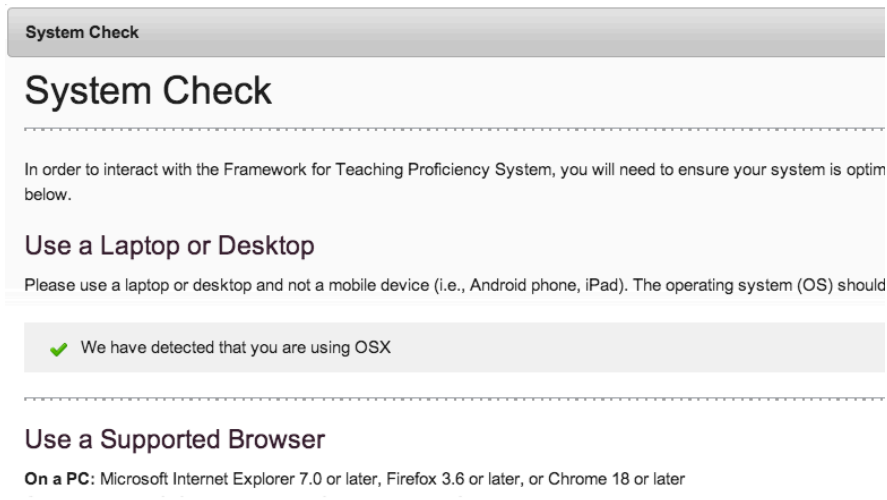 System Check
System Check
In order to interact with the Framework for Teaching Proficiency System, you will need to ensure your system is optim
below.
Use a Laptop or Desktop
Please use a laptop or desktop and not a mobile device (i.e., Android phone, iPad). The operating system (OS) should
We have detected that you are using OSX
Use a Supported Browser
On a PC: Microsoft Internet Explorer 7.0 or later, Firefox 3.6 or later, or Chrome 18 or later